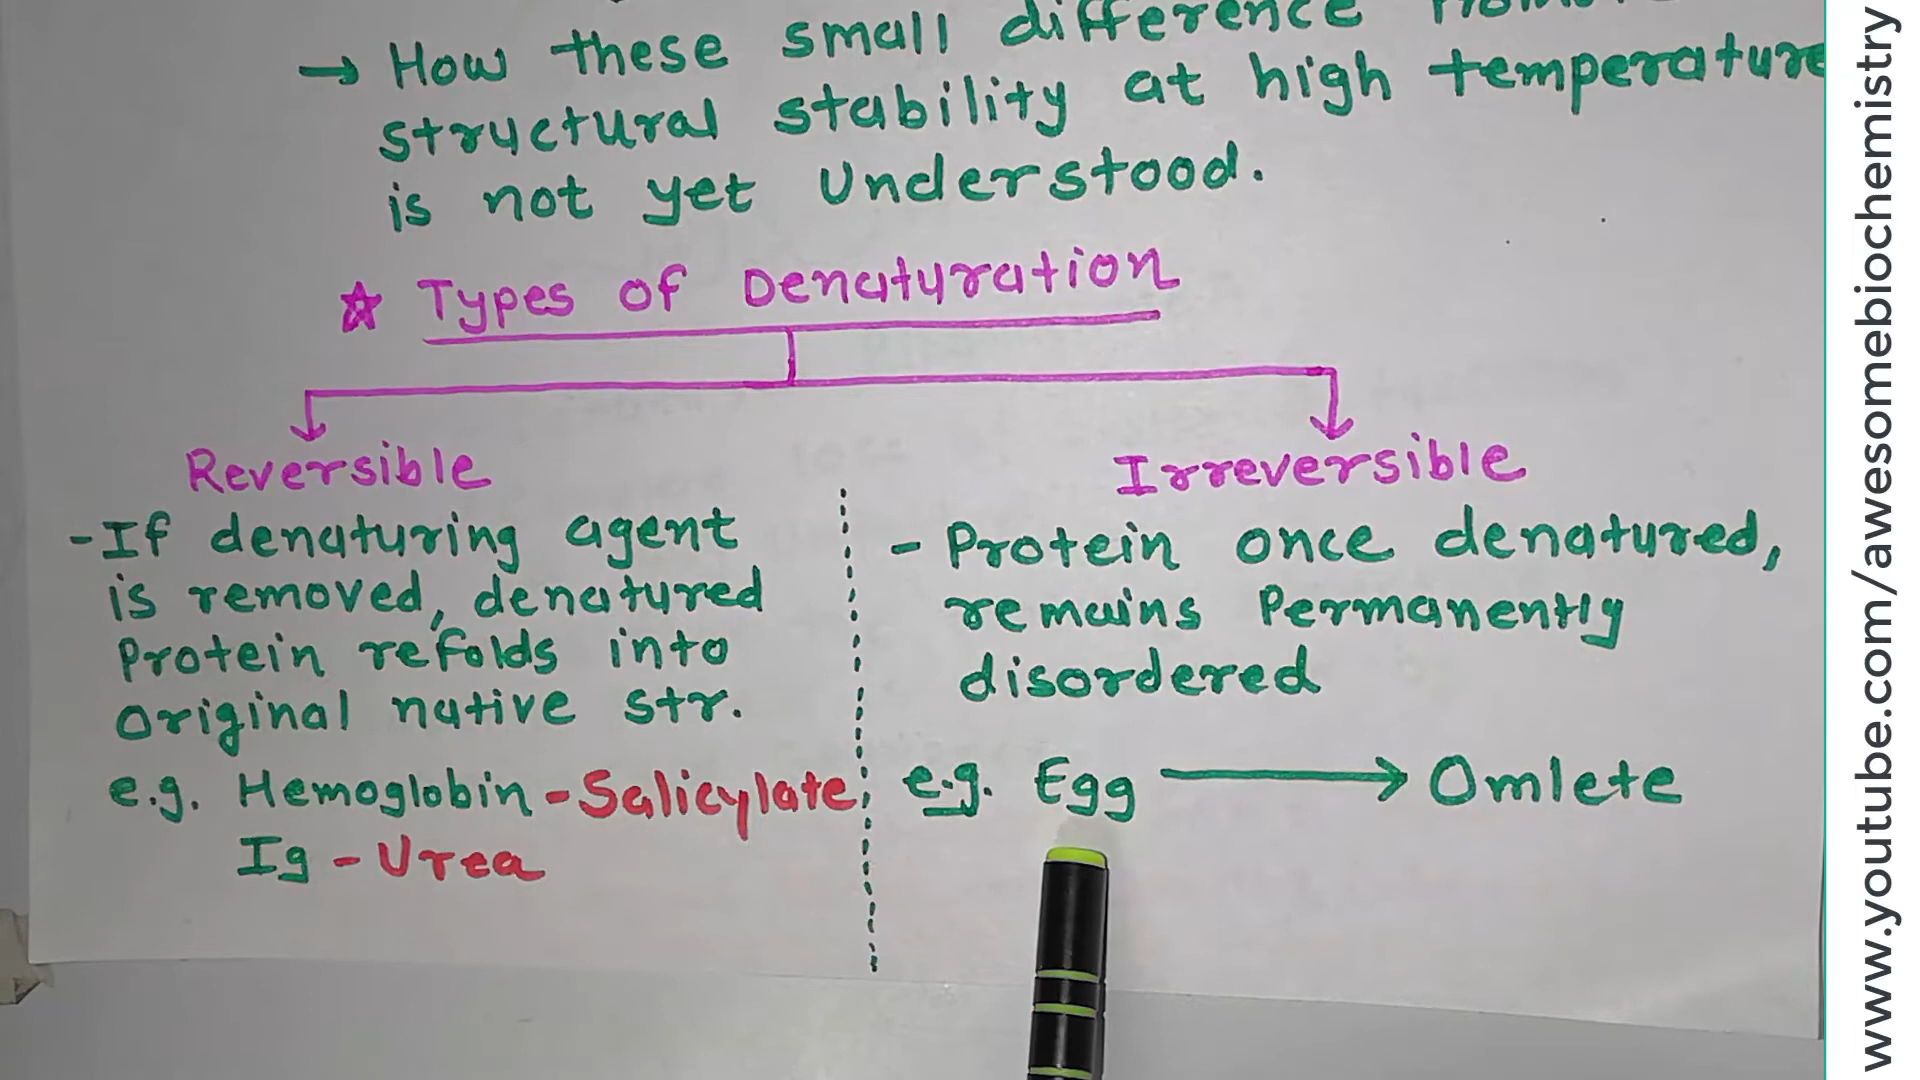 → How these small difference
structural stability at high temperature
is not yet understood.
☆ Types of Denaturation
Reversible
- If denaturing agent
is removed, denatured
Protein refolds into
Original native str.
e.g. Hemoglobin - Salicylate
Ig - Urea
Irreversible
- Protein once denatured,
remains Permanently
disordered
e.g. Egg → Omlete
www.youtube.com/awesomebiochemistry